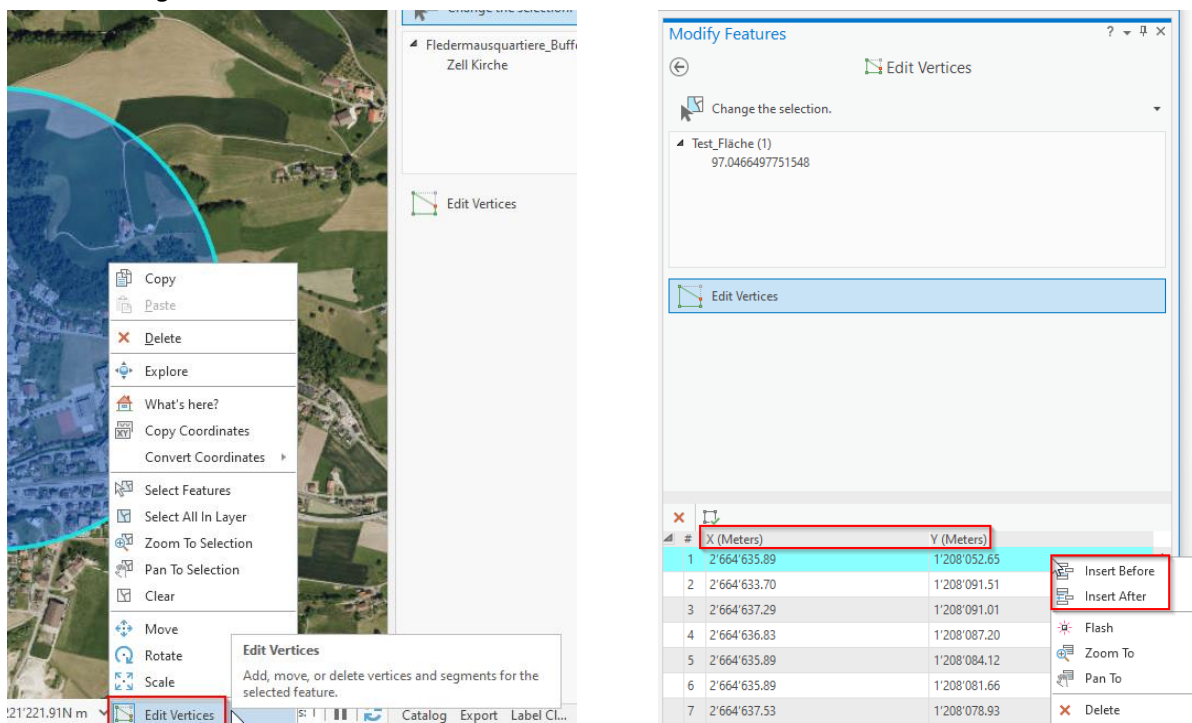 Change the selection.
Fledermausquartiere_Buff
Zell Kirche
Edit Vertices
Copy
Paste
Delete
Explore
What's here?
Copy Coordinates
Convert Coordinates
Select Features
Select All In Layer
Zoom To Selection
Pan To Selection
Clear
Move
Rotate
Scale
Edit Vertices
Edit Vertices
Add, move, or delete vertices and segments for the
selected feature.
21'221.91N m
Catalog Export Label Cl...
Modify Features
Edit Vertices
Change the selection.
Test_Fläche (1)
97.0466497751548
Edit Vertices
# X (Meters) Y (Meters)
1 2'664'635.89 1'208'052.65
2 2'664'633.70 1'208'091.51
3 2'664'637.29 1'208'091.01
4 2'664'636.83 1'208'087.20
5 2'664'635.89 1'208'084.12
6 2'664'635.89 1'208'081.66
7 2'664'637.53 1'208'078.93
Insert Before
Insert After
Flash
Zoom To
Pan To
Delete